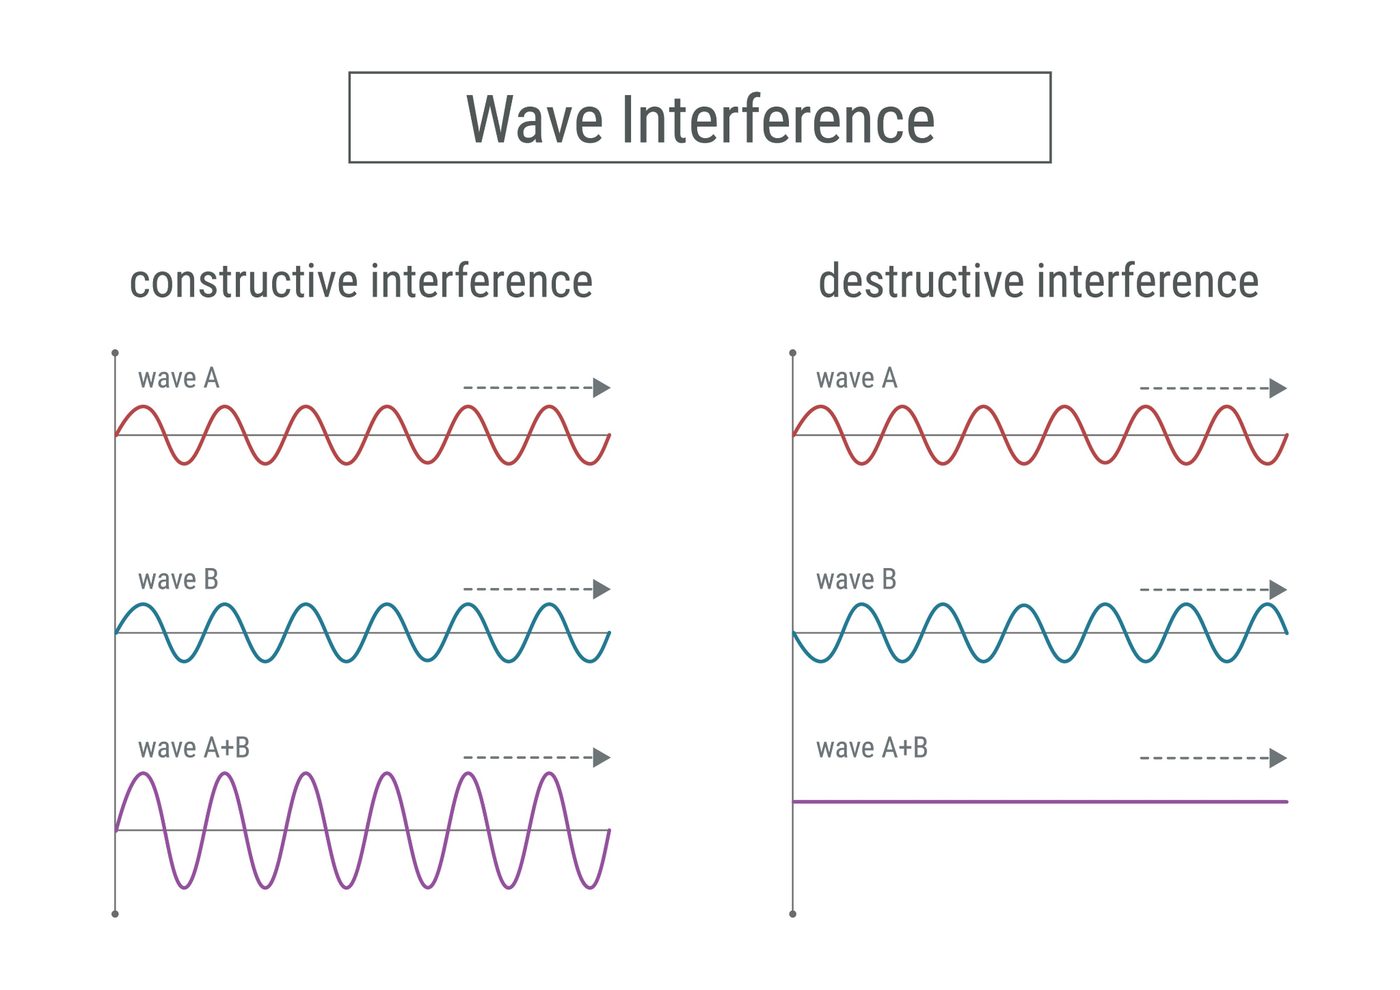 Wave Interference
constructive interference
wave A
wave B
wave A+B
destructive interference
wave A
wave B
wave A+B